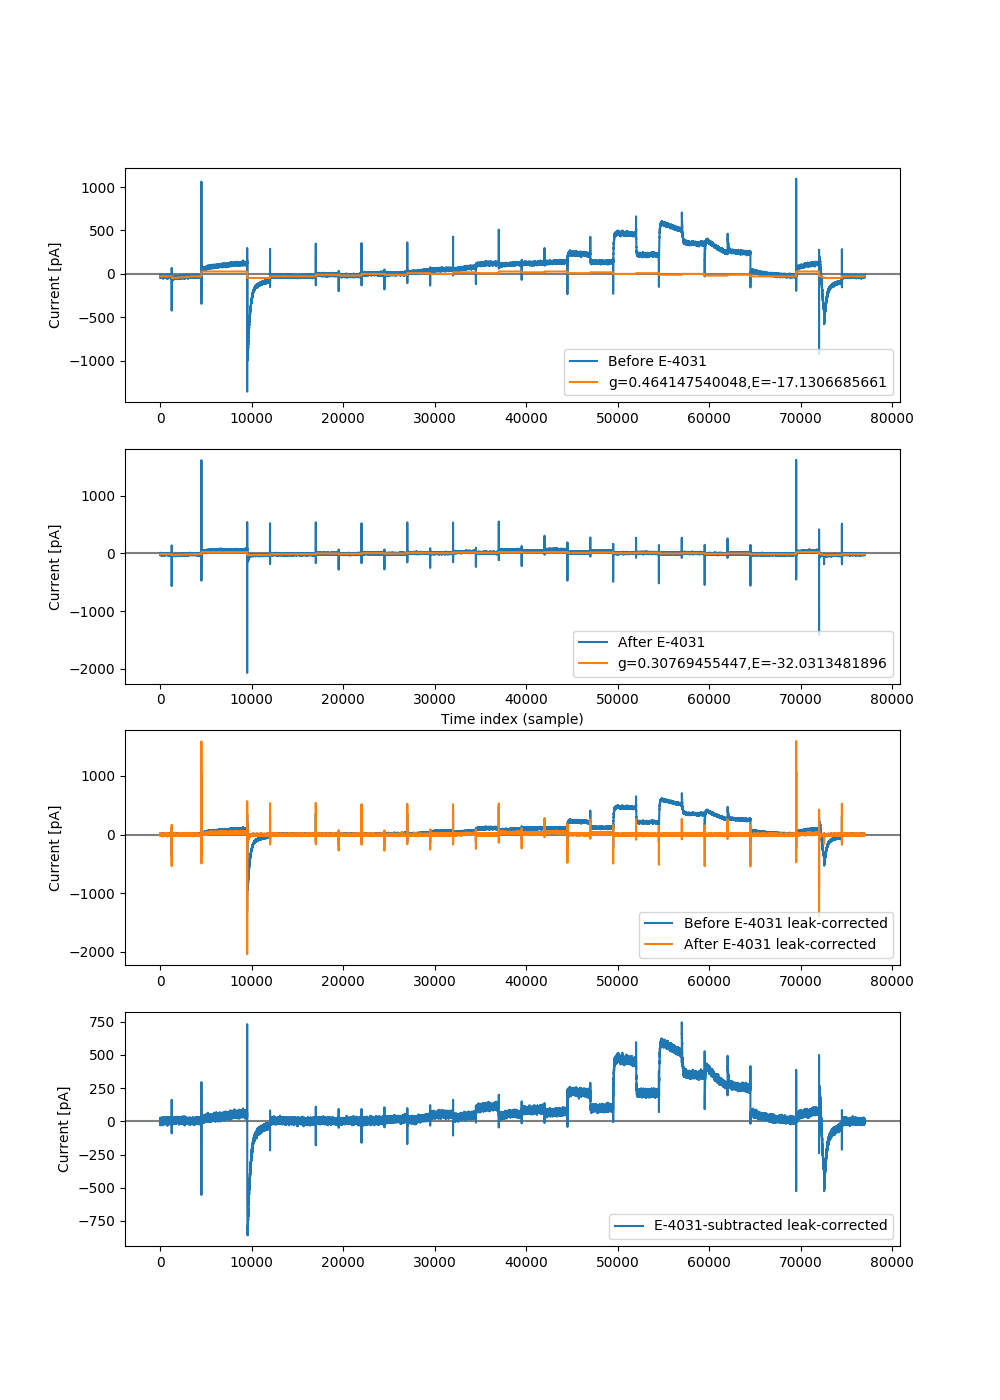 1000
500
0
−500
−1000
Current [pA]
Before E-4031
g=0.464147540048,E=-17.1306685661
0 10000 20000 30000 40000 50000 60000 70000 80000
1000
0
−1000
−2000
Current [pA]
After E-4031
g=0.30769455447,E=-32.0313481896
0 10000 20000 30000 40000 50000 60000 70000 80000
Time index (sample)
1000
0
−1000
−2000
Current [pA]
Before E-4031 leak-corrected
After E-4031 leak-corrected
0 10000 20000 30000 40000 50000 60000 70000 80000
750
500
250
0
−250
−500
−750
Current [pA]
E-4031-subtracted leak-corrected
0 10000 20000 30000 40000 50000 60000 70000 80000